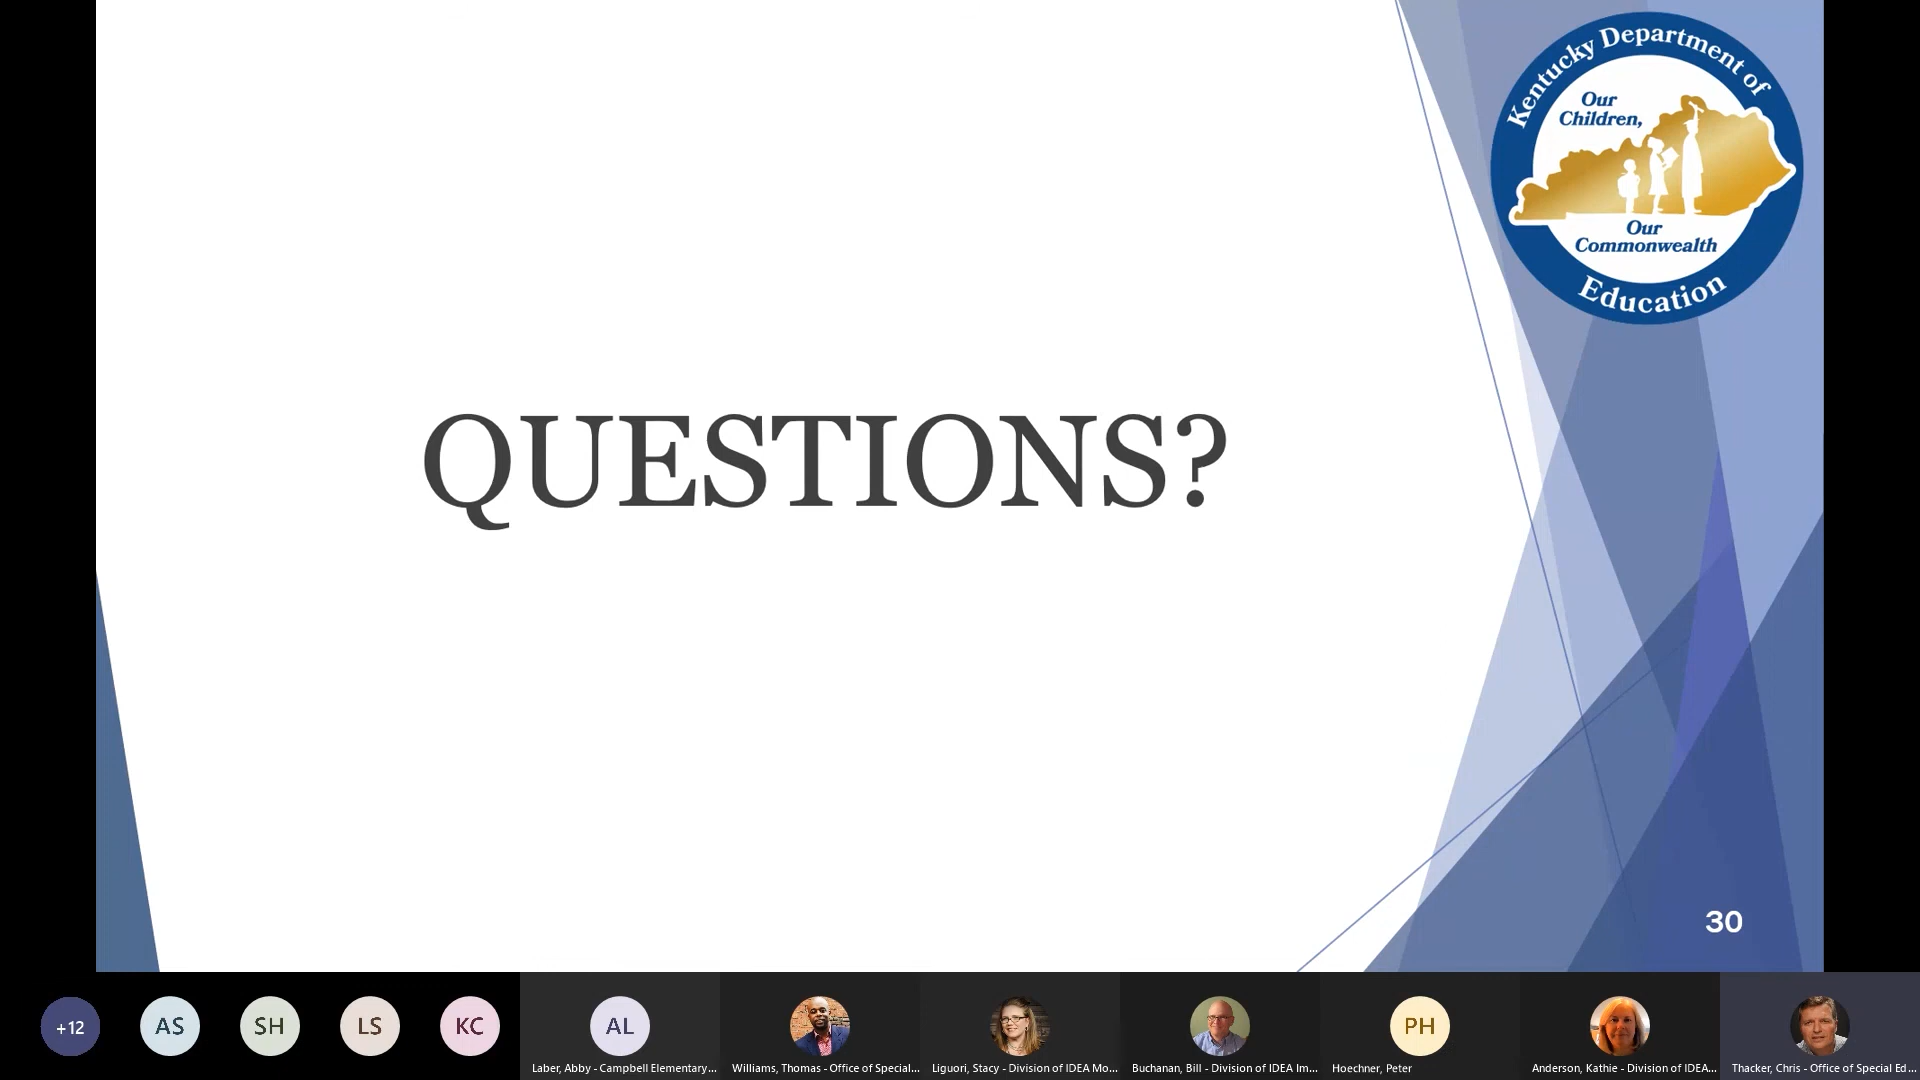 Kentucky Department of
Our
Children,
Our
Commonwealth
Education
QUESTIONS?
30
+12
AS
SH
LS
KC
AL
PH
Laber, Abby - Campbell Elementary...
Williams, Thomas - Office of Special...
Liguori, Stacy - Division of IDEA Mo...
Buchanan, Bill - Division of IDEA Im...
Hoechner, Peter
Anderson, Kathie - Division of IDEA...
Thacker, Chris - Office of Special Ed...